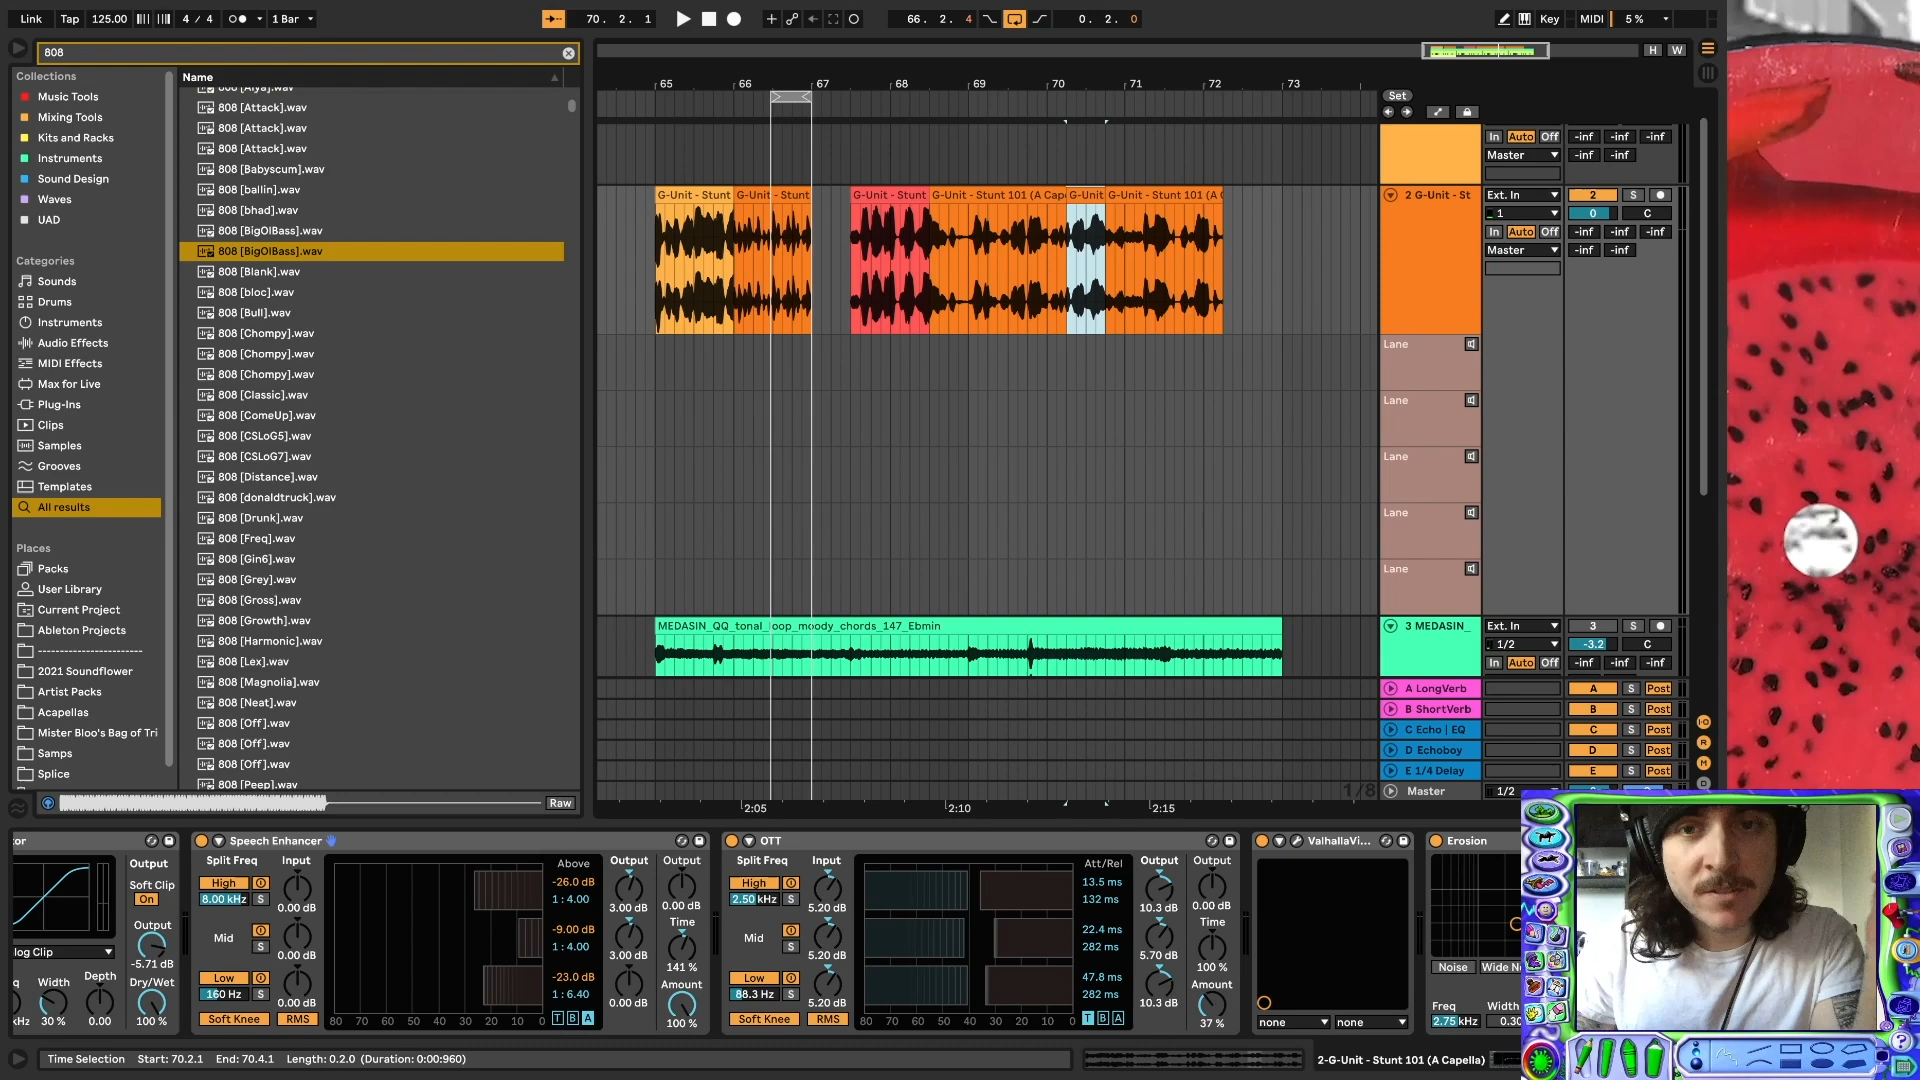 Link Tap 125.00 4 / 4 1 Bar 70. 2. 1 66. 2. 4 0. 2. 0 Key MIDI 5 %
808 H W
Collections Name
Music Tools
Mixing Tools
Kits and Racks
Instruments
Sound Design
Waves
UAD
Categories
Sounds
Drums
Instruments
Audio Effects
MIDI Effects
Max for Live
Plug-Ins
Clips
Samples
Grooves
Templates
All results
Places
Packs
User Library
Current Project
Ableton Projects
-----------------------
2021 Soundflower
Artist Packs
Acapellas
Mister Bloo's Bag of Tri
Samps
Splice
808 [Attack].wav
808 [Attack].wav
808 [Attack].wav
808 [Babyscum].wav
808 [ballin].wav
808 [bhad].wav
808 [BigOlBass].wav
808 [BigOlBass].wav
808 [Blank].wav
808 [bloc].wav
808 [Bull].wav
808 [Chompy].wav
808 [Chompy].wav
808 [Chompy].wav
808 [Classic].wav
808 [ComeUp].wav
808 [CSLoG5].wav
808 [CSLoG7].wav
808 [Distance].wav
808 [donaldtruck].wav
808 [Drunk].wav
808 [Freq].wav
808 [Gin6].wav
808 [Grey].wav
808 [Gross].wav
808 [Growth].wav
808 [Harmonic].wav
808 [Lex].wav
808 [Magnolia].wav
808 [Neat].wav
808 [Off].wav
808 [Off].wav
808 [Off].wav
808 [Peep].wav
Raw
65 66 67 68 69 70 71 72 73
Set
In Auto Off -inf -inf -inf
Master -inf -inf
G-Unit - Stunt G-Unit - Stunt G-Unit - Stunt G-Unit - Stunt 101 (A Cap G-Unit G-Unit - Stunt 101 (A 2 G-Unit - St Ext. In 2 S
1 0 C
In Auto Off -inf -inf -inf
Master -inf -inf
Lane
Lane
Lane
Lane
Lane
MEDASIN_QQ_tonal_loop_moody_chords_147_Ebmin 3 MEDASIN_ Ext. In 3 S
1/2 -3.2 C
In Auto Off -inf -inf -inf
A LongVerb A S Post
B ShortVerb B S Post
C Echo | EQ C S Post
D Echoboy D S Post
E 1/4 Delay E S Post
1/8 Master 1/2
2:05 2:10 2:15
Output
Soft Clip
On
Output
-5.71 dB
log Clip
Width Depth Dry/Wet
kHz 30 % 0.00 100 %
Speech Enhancer
Split Freq Input Above Output Output
High -26.0 dB
8.00 kHz S 0.00 dB 1 : 4.00 3.00 dB 0.00 dB
Time
Mid -9.00 dB
S 0.00 dB 1 : 4.00 3.00 dB 141 %
Low -23.0 dB Amount
160 Hz S 0.00 dB 1 : 6.40 0.00 dB 100 %
Soft Knee RMS 80 70 60 50 40 30 20 10 0 T B A
OTT
Split Freq Input Att/Rel Output Output
High 13.5 ms
2.50 kHz S 5.20 dB 132 ms 10.3 dB 0.00 dB
Time
Mid 22.4 ms
S 5.20 dB 282 ms 5.70 dB 100 %
Low 47.8 ms Amount
88.3 Hz S 5.20 dB 282 ms 10.3 dB 37 %
Soft Knee RMS 80 70 60 50 40 30 20 10 0 T B A
ValhallaVi...
none none
Erosion
Noise Wide
Freq Width
2.75 kHz
Time Selection Start: 70.2.1 End: 70.4.1 Length: 0.2.0 (Duration: 0:00:960) 2-G-Unit - Stunt 101 (A Capella)